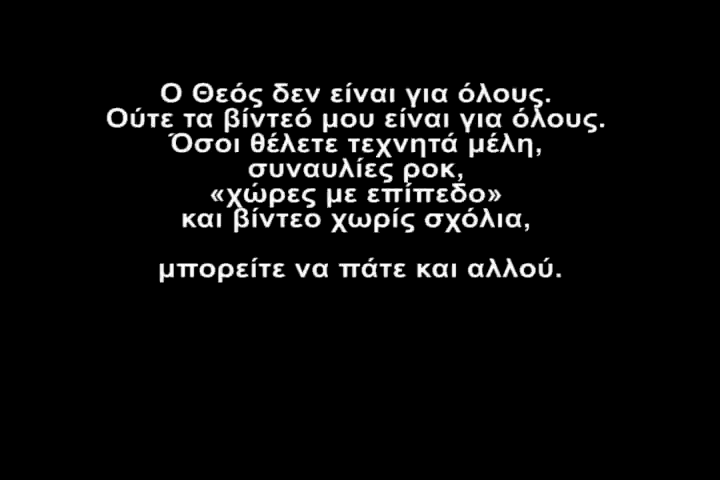 Ο Θεός δεν είναι για όλους.
Ούτε τα βίντεό μου είναι για όλους.
Όσοι θέλετε τεχνητά μέλη,
συναυλίες ροκ,
«χώρες με επίπεδο»
και βίντεο χωρίς σχόλια,
μπορείτε να πάτε και αλλού.